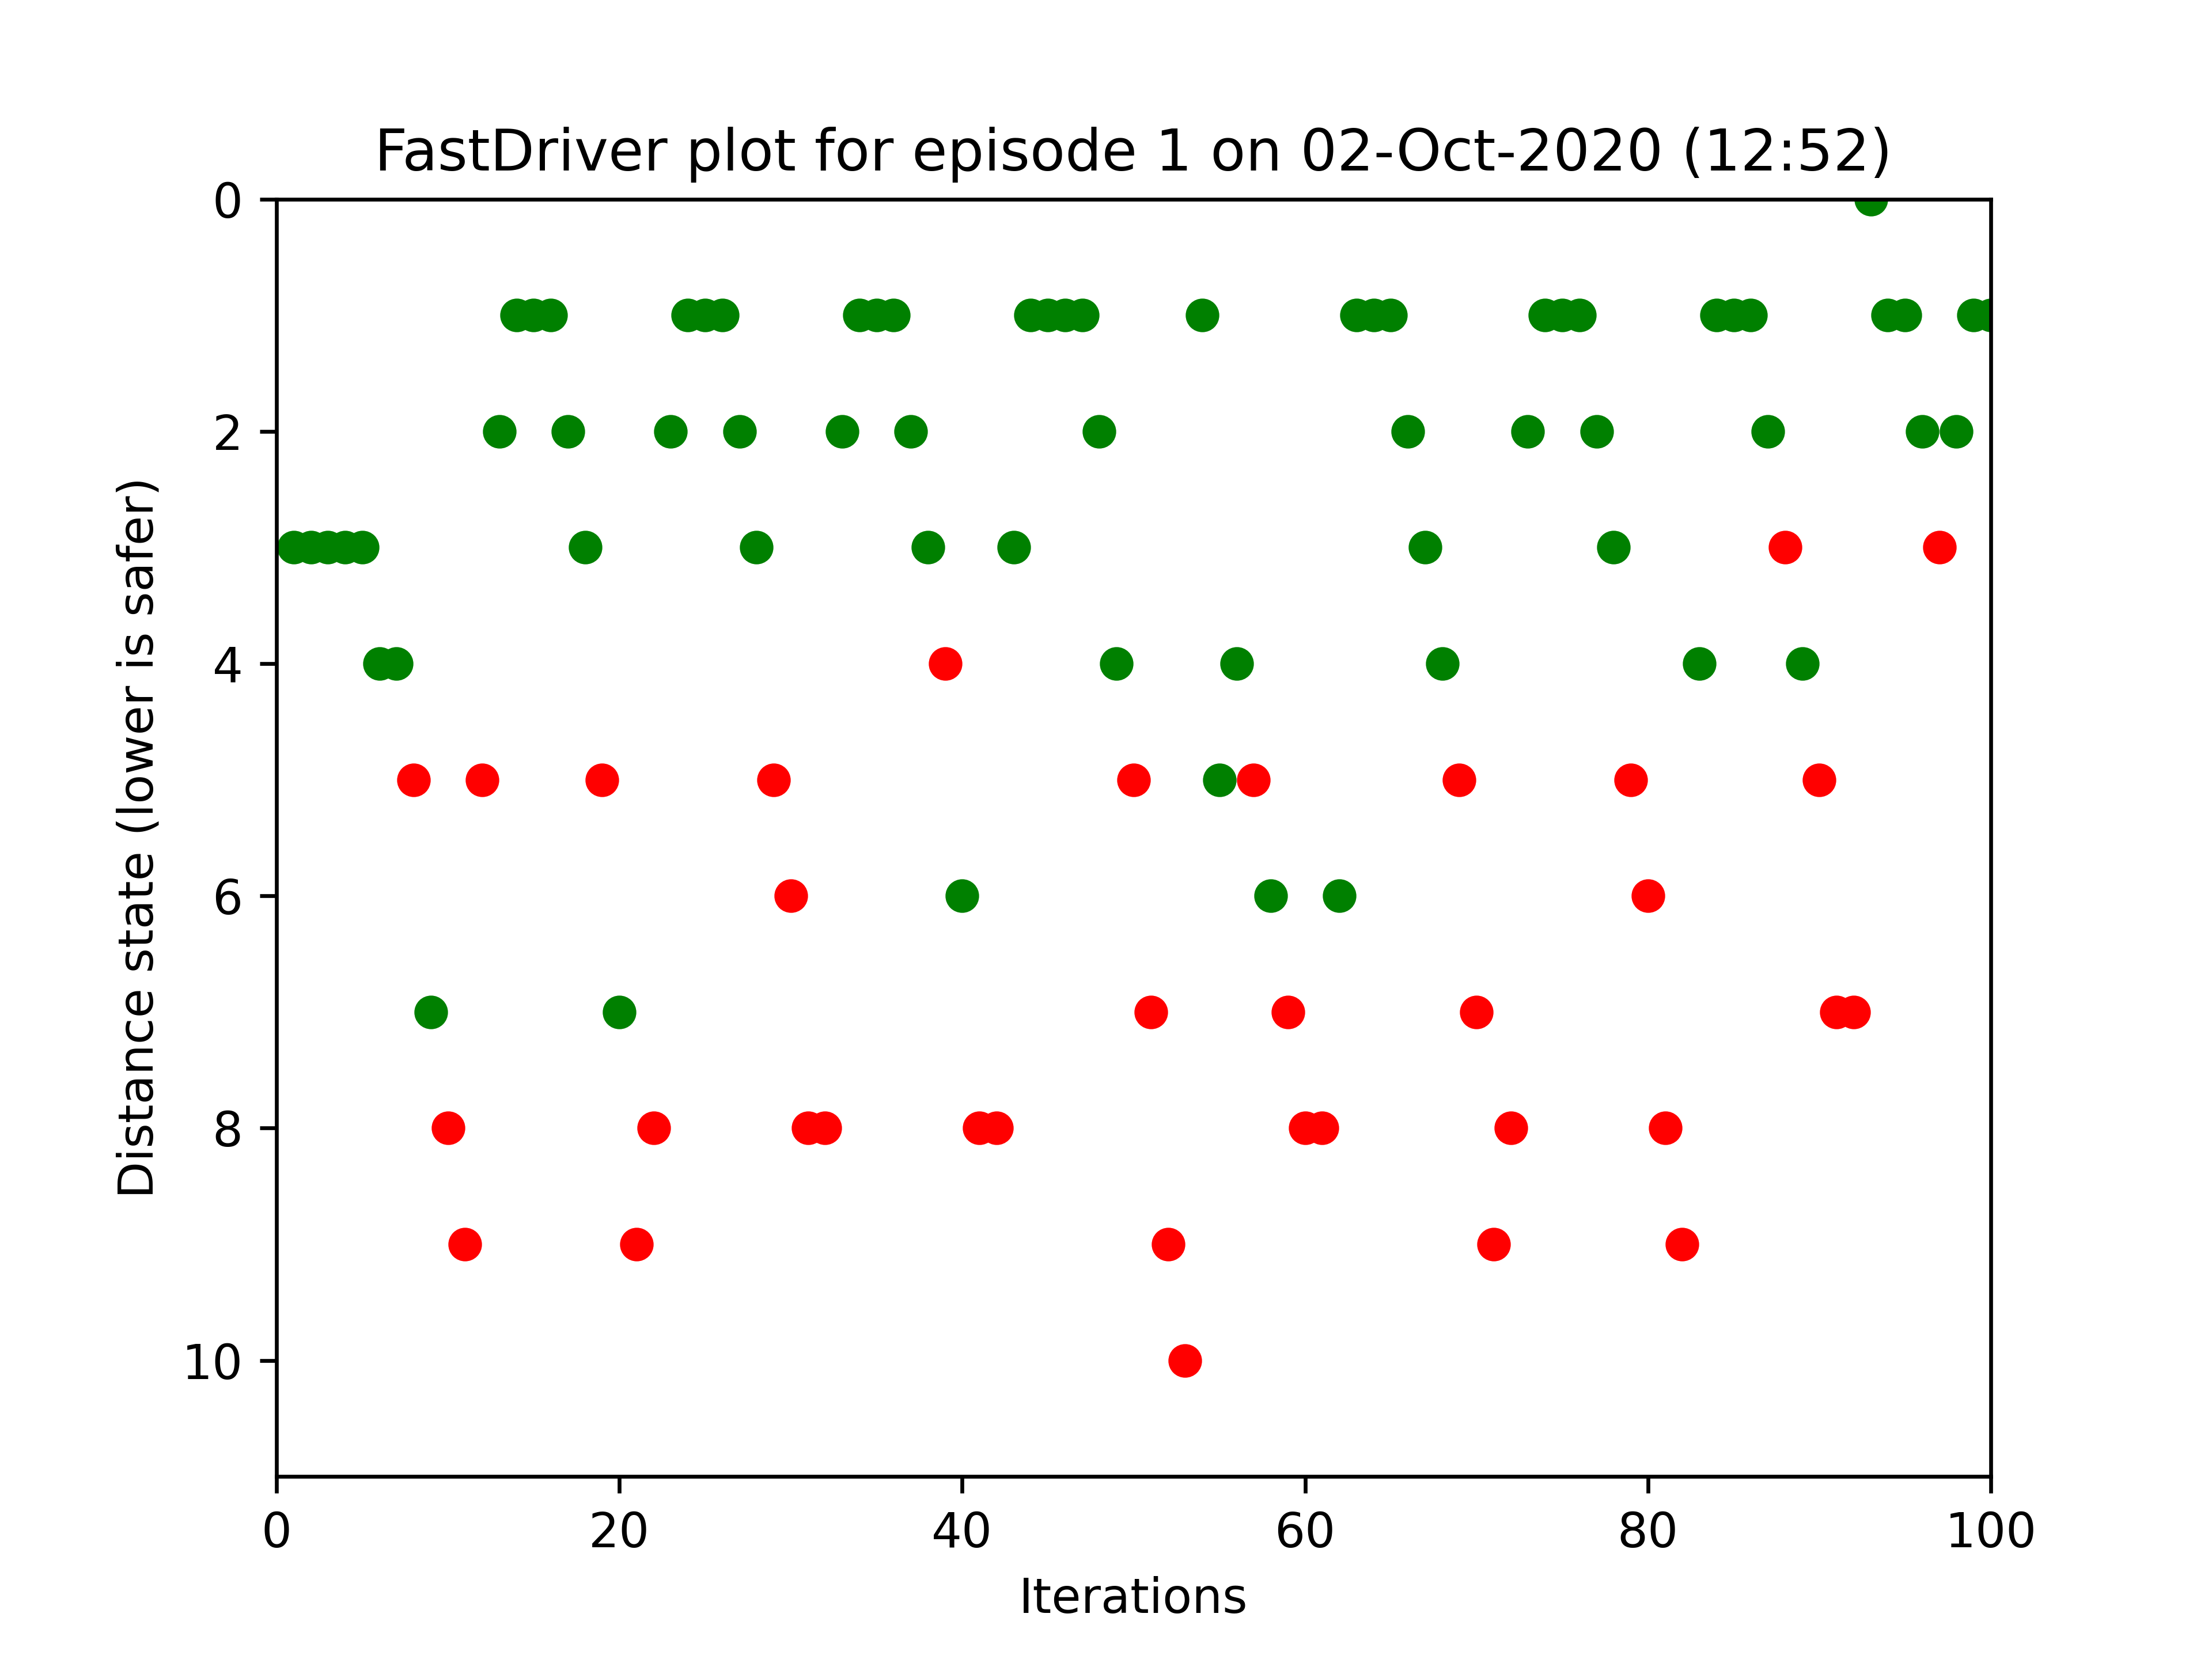 FastDriver plot for episode 1 on 02-Oct-2020 (12:52)
0
2
4
6
8
10
Distance state (lower is safer)
0 20 40 60 80 100
Iterations